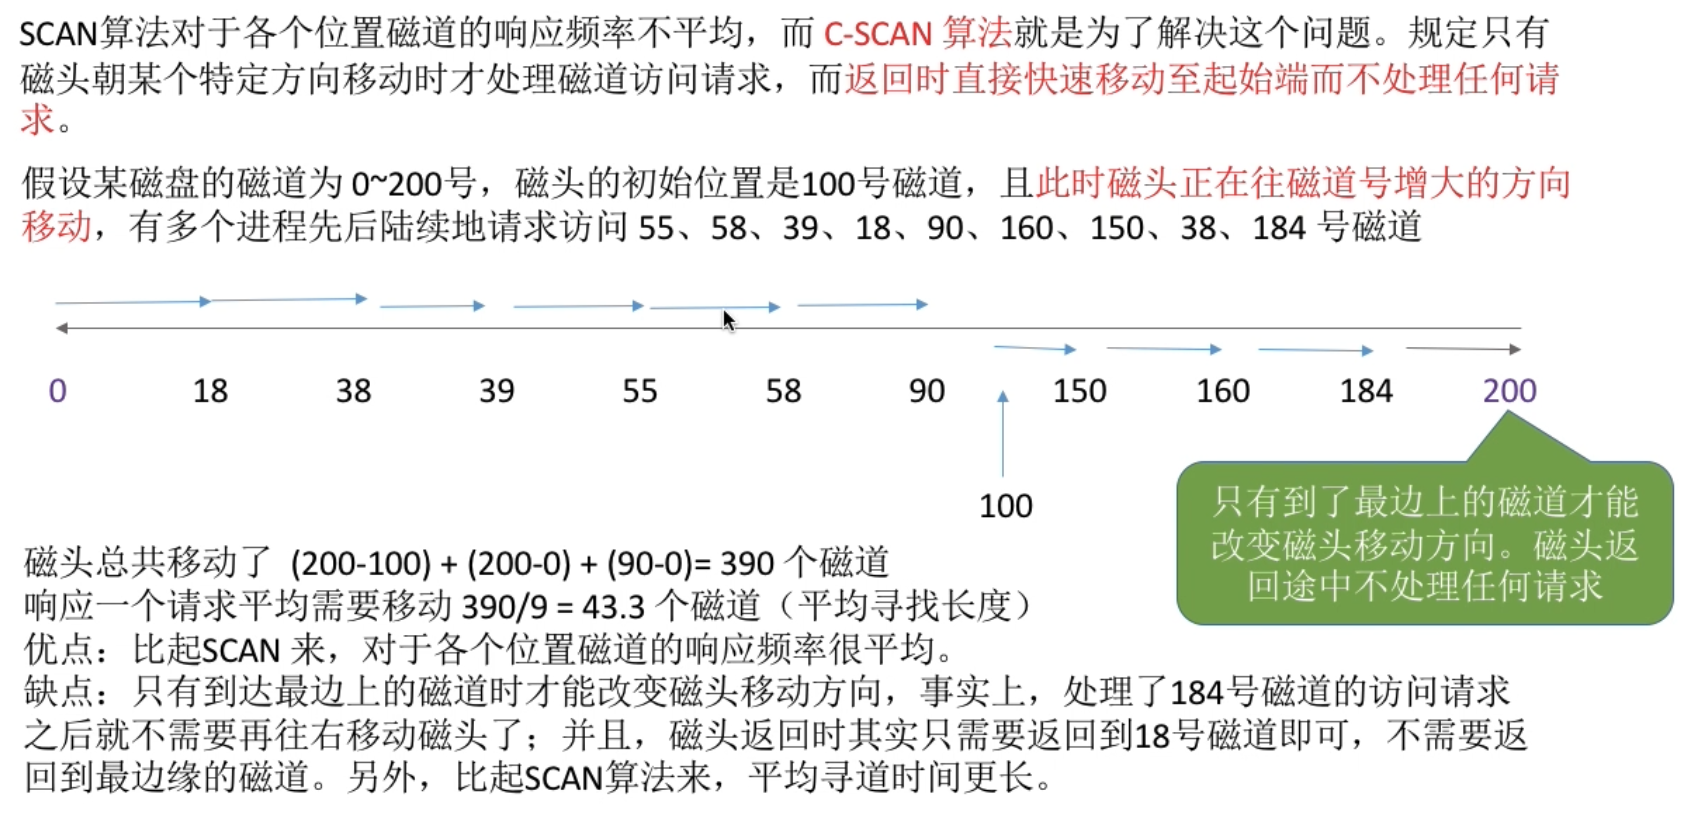 SCAN算法对于各个位置磁道的响应频率不平均，而 C-SCAN 算法就是为了解决这个问题。规定只有
磁头朝某个特定方向移动时才处理磁道访问请求，而返回时直接快速移动至起始端而不处理任何请
求。
假设某磁盘的磁道为 0~200号，磁头的初始位置是100号磁道，且此时磁头正在往磁道号增大的方向
移动，有多个进程先后陆续地请求访问 55、58、39、18、90、160、150、38、184 号磁道
0 18 38 39 55 58 90 150 160 184 200
100
只有到了最边上的磁道才能
改变磁头移动方向。磁头返
回途中不处理任何请求
磁头总共移动了 (200-100) + (200-0) + (90-0)= 390 个磁道
响应一个请求平均需要移动 390/9 = 43.3 个磁道（平均寻找长度）
优点：比起SCAN 来，对于各个位置磁道的响应频率很平均。
缺点：只有到达最边上的磁道时才能改变磁头移动方向，事实上，处理了184号磁道的访问请求
之后就不需要再往右移动磁头了；并且，磁头返回时其实只需要返回到18号磁道即可，不需要返
回到最边缘的磁道。另外，比起SCAN算法来，平均寻道时间更长。